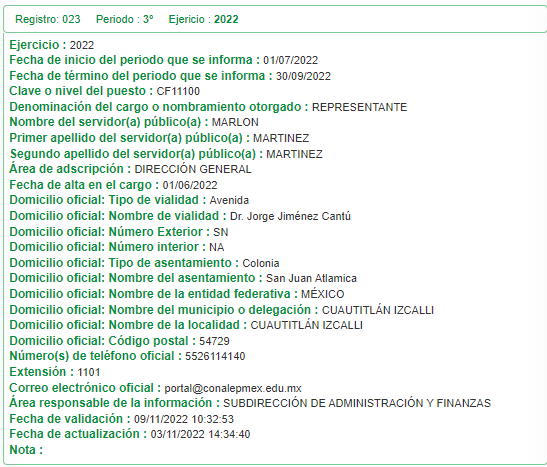 Registro: 023 Periodo : 3º Ejericio : 2022
Ejercicio : 2022
Fecha de inicio del periodo que se informa : 01/07/2022
Fecha de término del periodo que se informa : 30/09/2022
Clave o nivel del puesto : CF11100
Denominación del cargo o nombramiento otorgado : REPRESENTANTE
Nombre del servidor(a) público(a) : MARLON
Primer apellido del servidor(a) público(a) : MARTINEZ
Segundo apellido del servidor(a) público(a) : MARTINEZ
Área de adscripción : DIRECCIÓN GENERAL
Fecha de alta en el cargo : 01/06/2022
Domicilio oficial: Tipo de vialidad : Avenida
Domicilio oficial: Nombre de vialidad : Dr. Jorge Jiménez Cantú
Domicilio oficial: Número Exterior : SN
Domicilio oficial: Número interior : NA
Domicilio oficial: Tipo de asentamiento : Colonia
Domicilio oficial: Nombre del asentamiento : San Juan Atlamica
Domicilio oficial: Nombre de la entidad federativa : MÉXICO
Domicilio oficial: Nombre del municipio o delegación : CUAUTITLÁN IZCALLI
Domicilio oficial: Nombre de la localidad : CUAUTITLÁN IZCALLI
Domicilio oficial: Código postal : 54729
Número(s) de teléfono oficial : 5526114140
Extensión : 1101
Correo electrónico oficial : portal@conalepmex.edu.mx
Área responsable de la información : SUBDIRECCIÓN DE ADMINISTRACIÓN Y FINANZAS
Fecha de validación : 09/11/2022 10:32:53
Fecha de actualización : 03/11/2022 14:34:40
Nota :